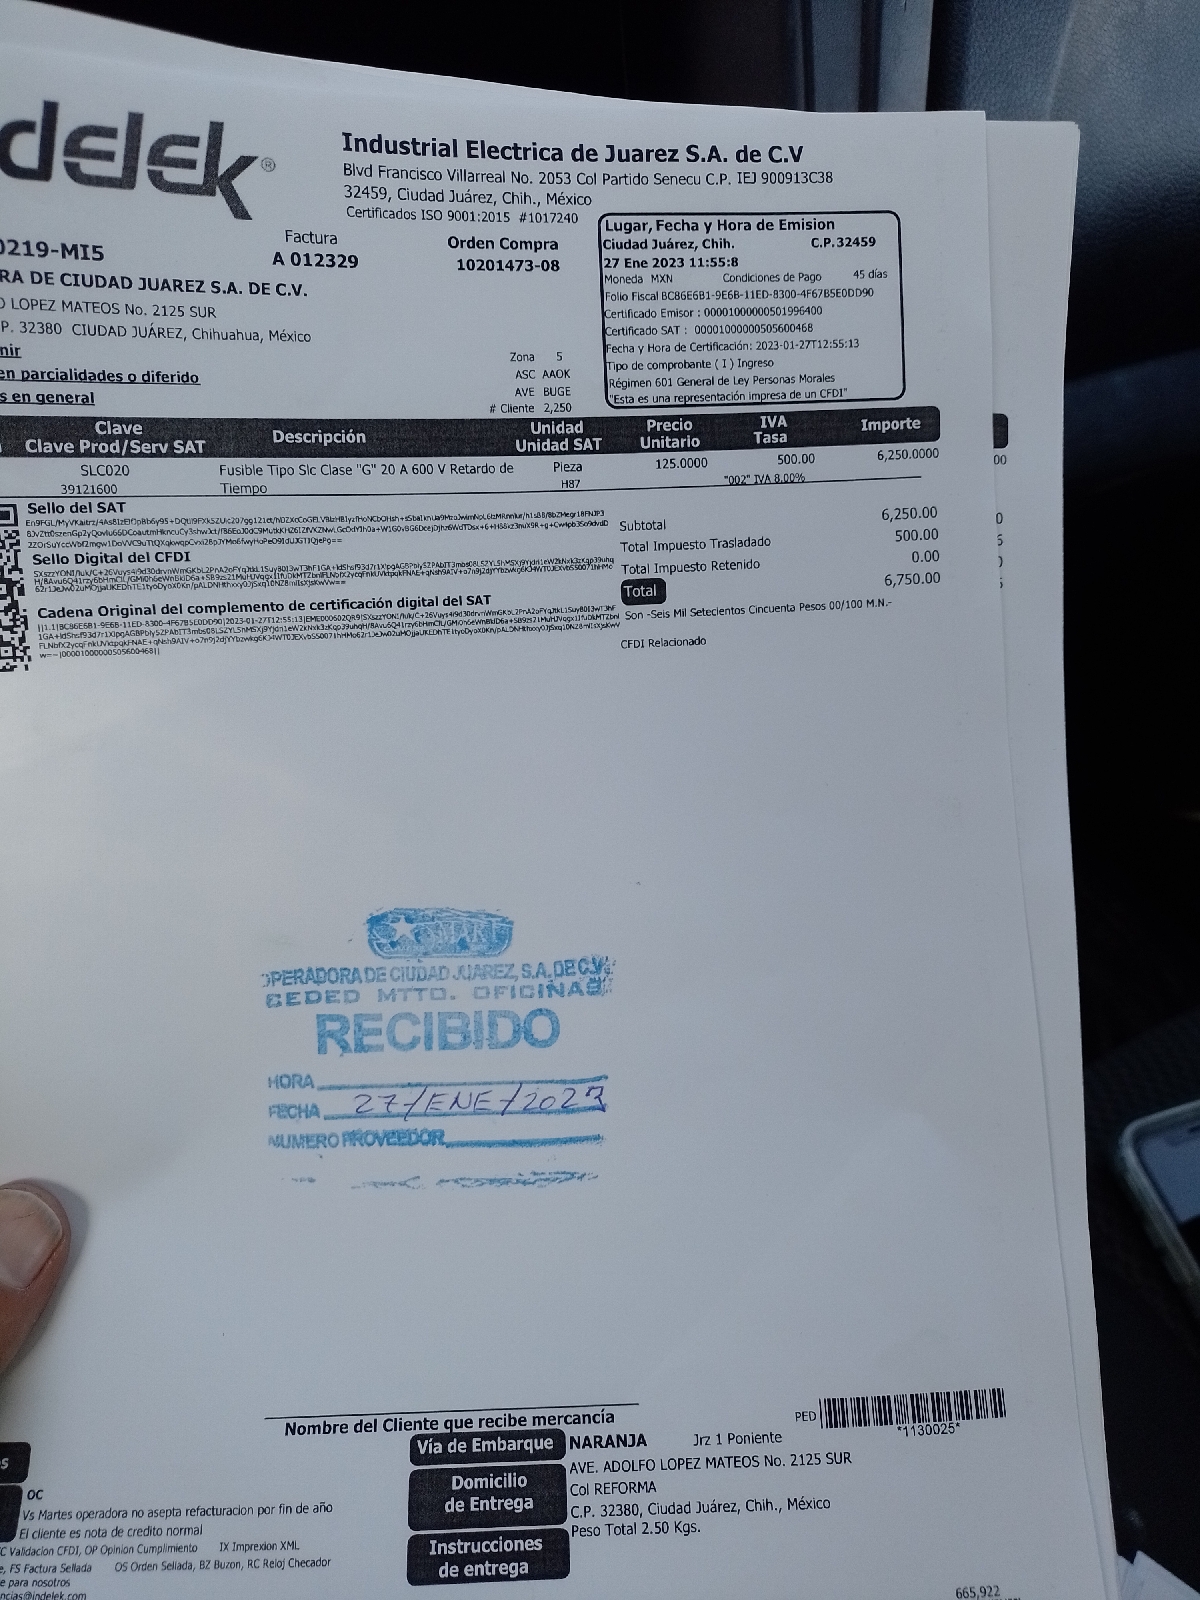 delek®
Industrial Electrica de Juarez S.A. de C.V
Blvd Francisco Villarreal No. 2053 Col Partido Senecu C.P. IEJ 900913C38
32459, Ciudad Juárez, Chih., México
Certificados ISO 9001:2015 #1017240
0219-MI5
Factura
A 012329
Orden Compra
10201473-08
RA DE CIUDAD JUAREZ S.A. DE C.V.
O LOPEZ MATEOS No. 2125 SUR
P. 32380 CIUDAD JUÁREZ, Chihuahua, México
nir
en parcialidades o diferido
s en general
Zona 5
ASC AAOK
AVE BUGE
# Cliente 2,250
Lugar, Fecha y Hora de Emision
Ciudad Juárez, Chih. C.P. 32459
27 Ene 2023 11:55:8
Moneda MXN Condiciones de Pago 45 días
Folio Fiscal BC86E6B1-9E6B-11ED-8300-4F67B5E0DD90
Certificado Emisor : 00001000000501996400
Certificado SAT : 00001000000505600468
Fecha y Hora de Certificación: 2023-01-27T12:55:13
Tipo de comprobante ( I ) Ingreso
Régimen 601 General de Ley Personas Morales
"Esta es una representación impresa de un CFDI"
Clave Descripción Unidad Precio IVA Importe
Clave Prod/Serv SAT Unidad SAT Unitario Tasa
SLC020 Fusible Tipo Slc Clase "G" 20 A 600 V Retardo de Pieza 125.0000 500.00 6,250.0000
39121600 Tiempo H87 "002" IVA 8.00%
Sello del SAT
Sello Digital del CFDI
Cadena Original del complemento de certificación digital del SAT
w==|00001000000505600468||
Subtotal 6,250.00
Total Impuesto Trasladado 500.00
Total Impuesto Retenido 0.00
Total 6,750.00
Son -Seis Mil Setecientos Cincuenta Pesos 00/100 M.N.-
CFDI Relacionado
SMART
OPERADORA DE CIUDAD JUAREZ, S.A. DE C.V.
CEDED MTTO. OFICINAS
RECIBIDO
HORA
FECHA 27/ENE/2023
NUMERO PROVEEDOR
Nombre del Cliente que recibe mercancía
PED
*1130025*
Vía de Embarque NARANJA Jrz 1 Poniente
Domicilio de Entrega
AVE. ADOLFO LOPEZ MATEOS No. 2125 SUR
Col REFORMA
C.P. 32380, Ciudad Juárez, Chih., México
Peso Total 2.50 Kgs.
Instrucciones de entrega
s
OC
Vs Martes operadora no asepta refacturacion por fin de año
El cliente es nota de credito normal
C Validacion CFDI, OP Opinion Cumplimiento IX Imprexion XML
e, FS Factura Sellada OS Orden Sellada, BZ Buzon, RC Reloj Checador
e para nosotros
ncias@indelek.com
665,922